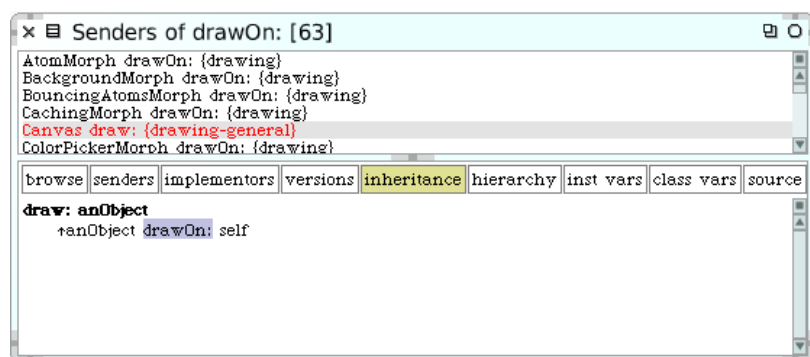 Senders of drawOn: [63]
AtomMorph drawOn: {drawing}
BackgroundMorph drawOn: {drawing}
BouncingAtomsMorph drawOn: {drawing}
CachingMorph drawOn: {drawing}
Canvas draw: {drawing-general}
ColorPickerMorph drawOn: {drawing}
browse senders implementors versions inheritance hierarchy inst vars class vars source
draw: anObject
↑anObject drawOn: self